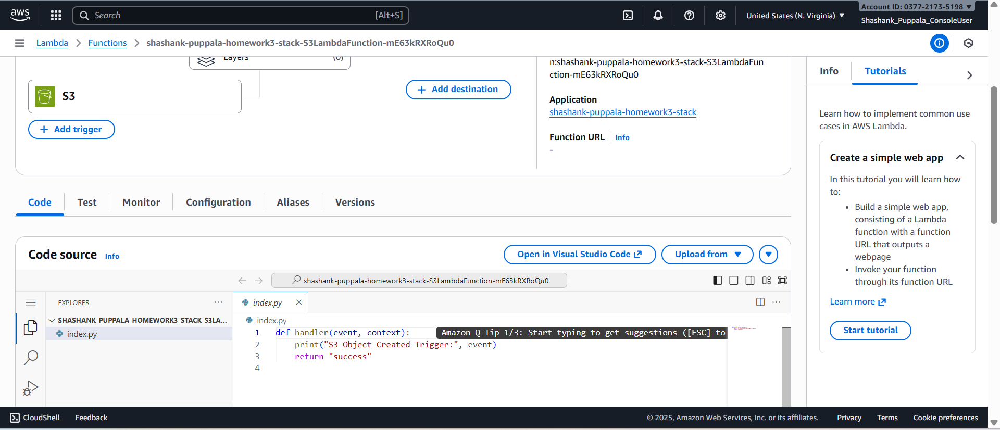 aws
Search
[Alt+S]
United States (N. Virginia)
Account ID: 0377-2173-5198
Shashank_Puppala_ConsoleUser
Lambda
Functions
shashank-puppala-homework3-stack-S3LambdaFunction-mE63kRXRoQu0
Layers
(0)
S3
Add trigger
Add destination
n:shashank-puppala-homework3-stack-S3LambdaFun
ction-mE63kRXRoQu0
Application
shashank-puppala-homework3-stack
Function URL
Info
-
Code
Test
Monitor
Configuration
Aliases
Versions
Code source
Info
Open in Visual Studio Code
Upload from
shashank-puppala-homework3-stack-S3LambdaFunction-mE63kRXRoQu0
EXPLORER
SHASHANK-PUPPALA-HOMEWORK3-STACK-S3LA...
index.py
index.py
index.py
1 def handler(event, context):
Amazon Q Tip 1/3: Start typing to get suggestions ([ESC] to
2 print("S3 Object Created Trigger:", event)
3 return "success"
4
Info
Tutorials
Learn how to implement common use
cases in AWS Lambda.
Create a simple web app
In this tutorial you will learn how
to:
• Build a simple web app,
consisting of a Lambda
function with a function
URL that outputs a
webpage
• Invoke your function
through its function URL
Learn more
Start tutorial
CloudShell
Feedback
© 2025, Amazon Web Services, Inc. or its affiliates.
Privacy
Terms
Cookie preferences